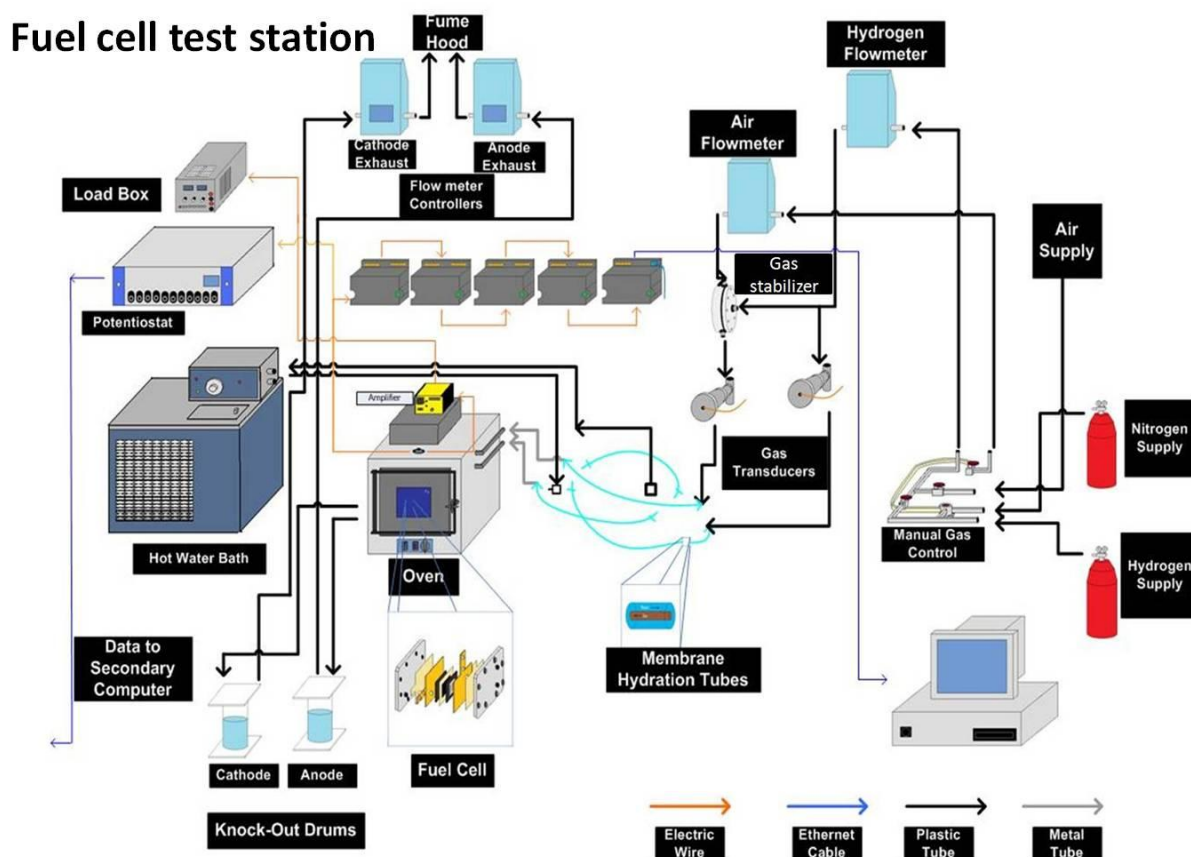 Fuel cell test station
Fume
Hood
Hydrogen
Flowmeter
Cathode
Exhaust
Anode
Exhaust
Air
Flowmeter
Load Box
Flow meter
Controllers
Air
Supply
Gas
stabilizer
Potentiostat
Amplifier
Nitrogen
Supply
Gas
Transducers
Manual Gas
Control
Hot Water Bath
Oven
Hydrogen
Supply
Data to
Secondary
Computer
Membrane
Hydration Tubes
Cathode
Anode
Fuel Cell
Knock-Out Drums
Electric
Wire
Ethernet
Cable
Plastic
Tube
Metal
Tube